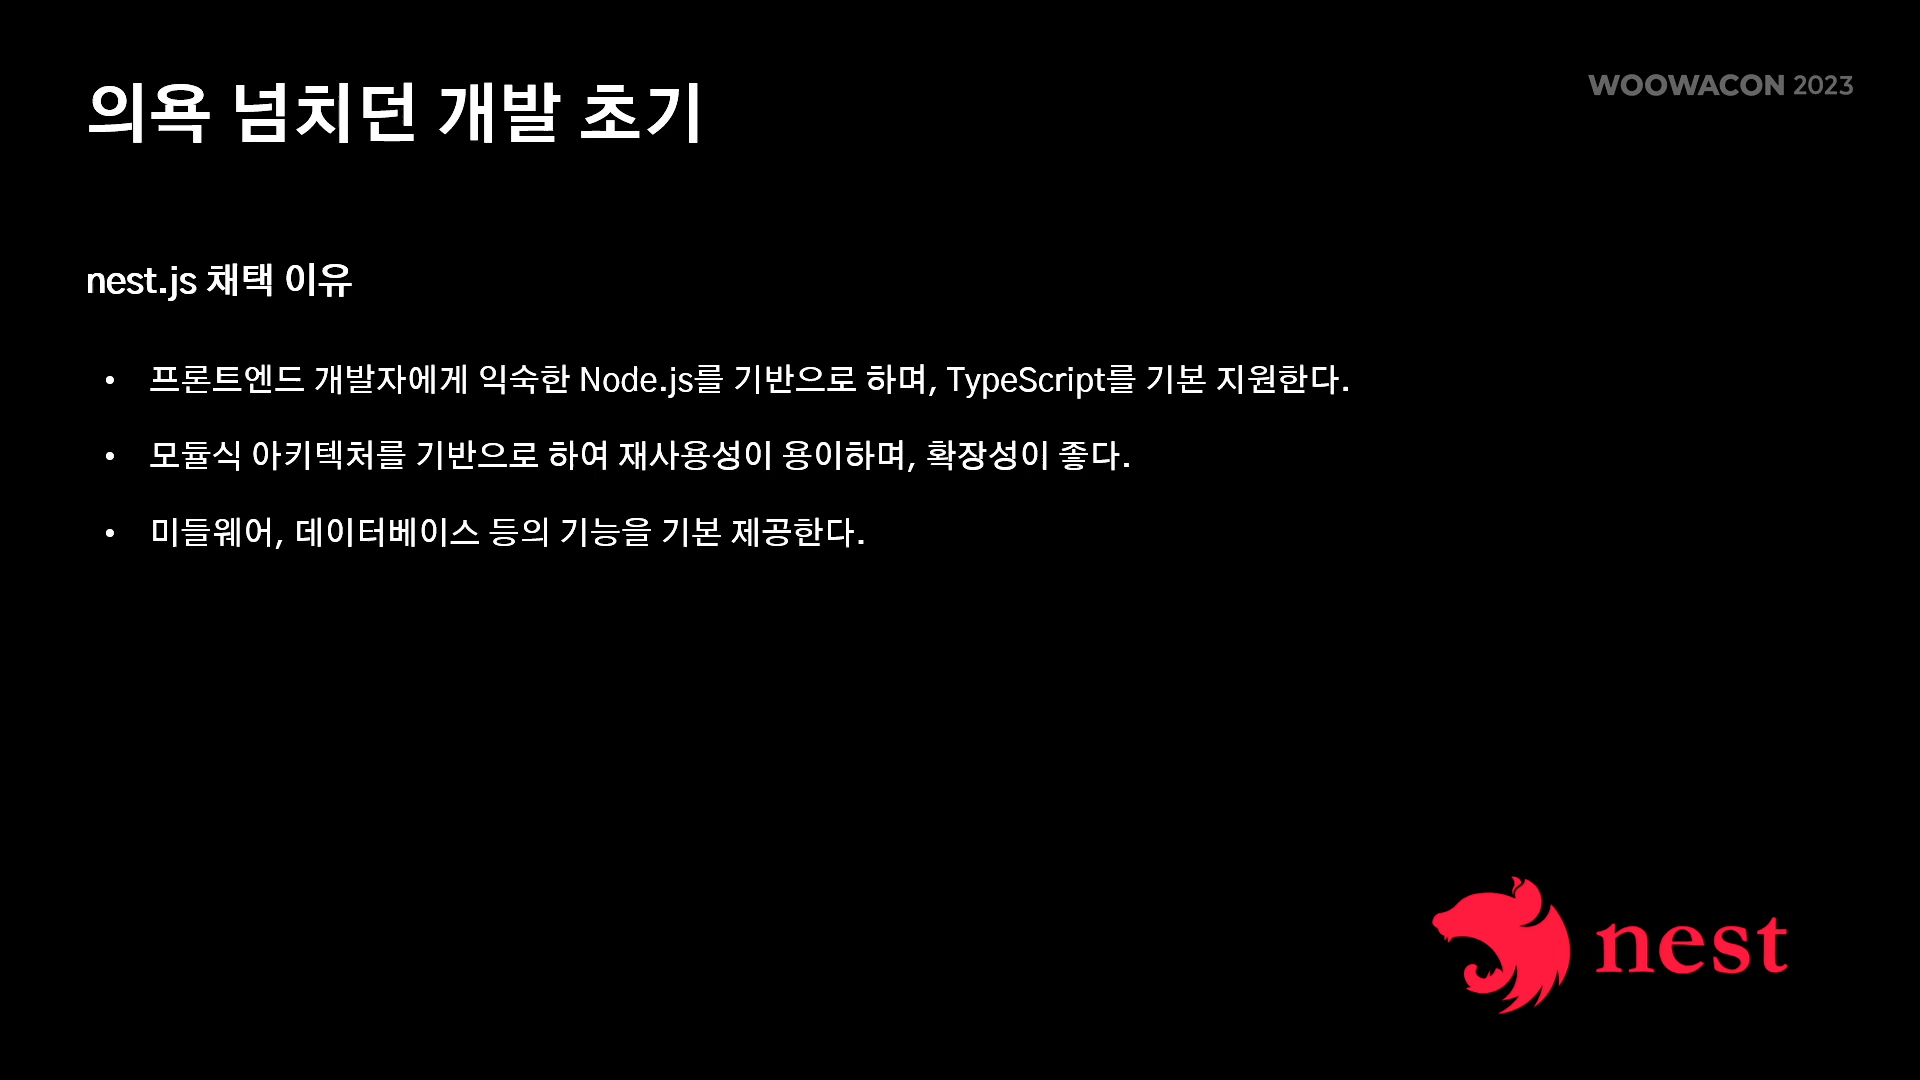 의욕 넘치던 개발 초기
WOOWACON 2023
nest.js 채택 이유
• 프론트엔드 개발자에게 익숙한 Node.js를 기반으로 하며, TypeScript를 기본 지원한다.
• 모듈식 아키텍처를 기반으로 하여 재사용성이 용이하며, 확장성이 좋다.
• 미들웨어, 데이터베이스 등의 기능을 기본 제공한다.
nest